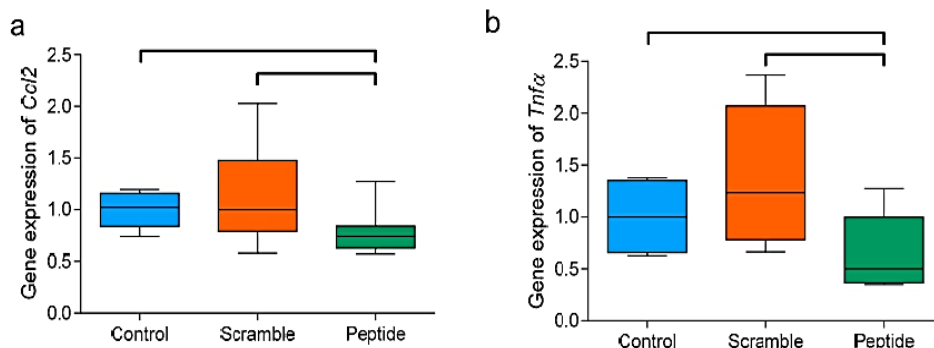 a
Gene expression of Ccl2
2.5
2.0
1.5
1.0
0.5
0.0
Control Scramble Peptide
b
Gene expression of Tnfα
2.5
2.0
1.5
1.0
0.5
0.0
Control Scramble Peptide